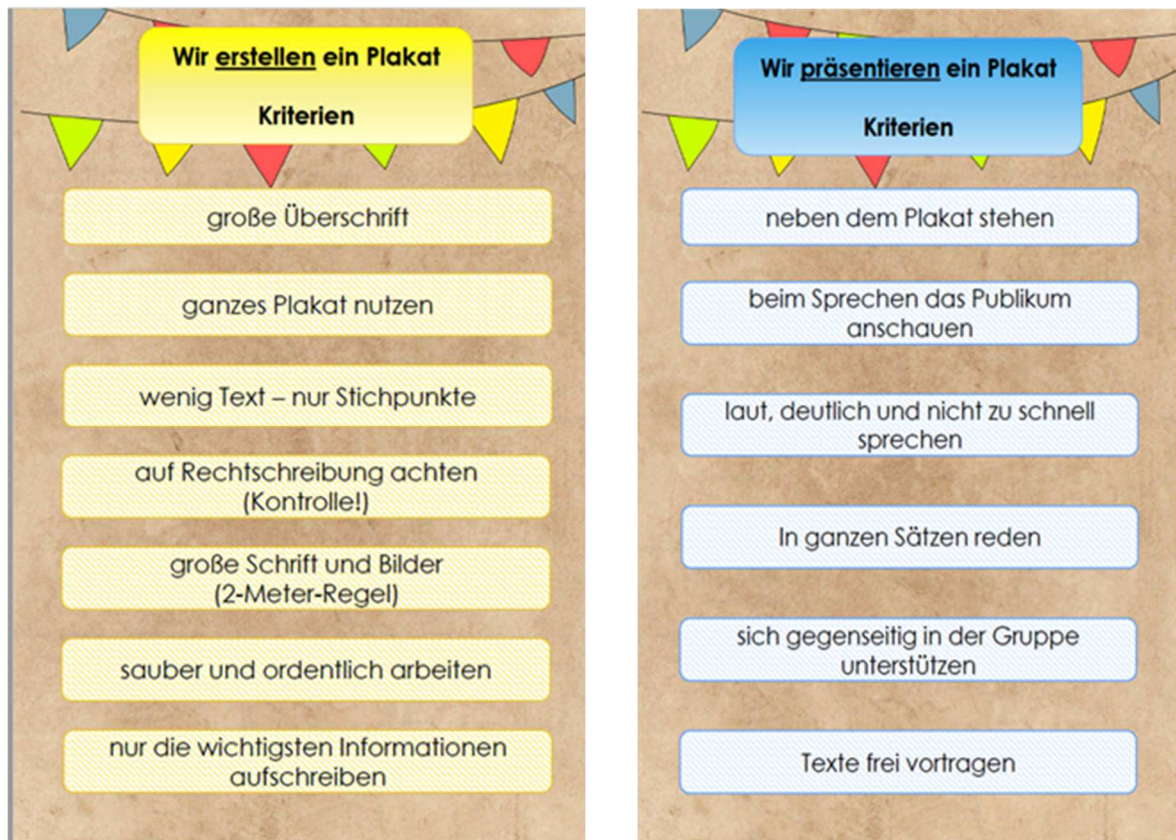 Wir erstellen ein Plakat
Kriterien
große Überschrift
ganzes Plakat nutzen
wenig Text – nur Stichpunkte
auf Rechtschreibung achten
(Kontrolle!)
große Schrift und Bilder
(2-Meter-Regel)
sauber und ordentlich arbeiten
nur die wichtigsten Informationen
aufschreiben
Wir präsentieren ein Plakat
Kriterien
neben dem Plakat stehen
beim Sprechen das Publikum
anschauen
laut, deutlich und nicht zu schnell
sprechen
In ganzen Sätzen reden
sich gegenseitig in der Gruppe
unterstützen
Texte frei vortragen